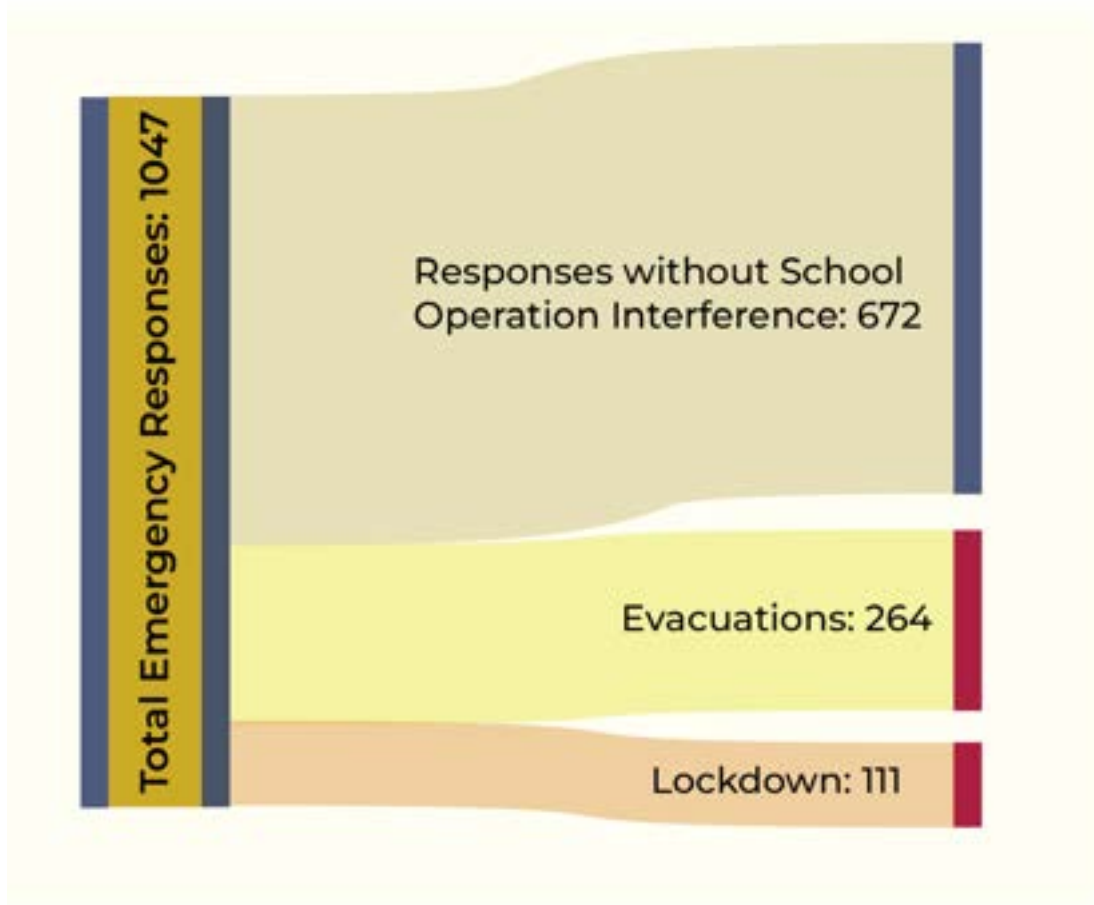 Total Emergency Responses: 1047
Responses without School
Operation Interference: 672
Evacuations: 264
Lockdown: 111